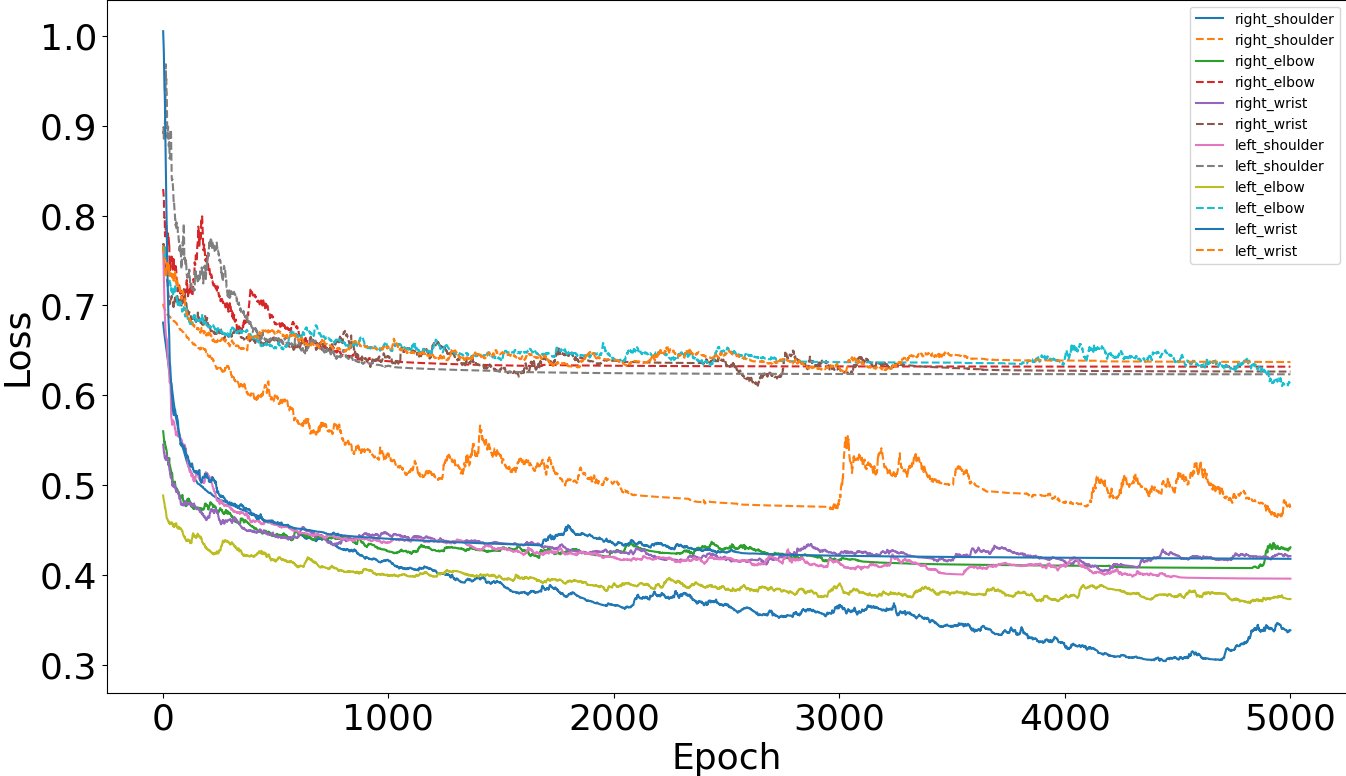 1.0
0.9
0.8
0.7
0.6
0.5
0.4
0.3
Loss
0 1000 2000 3000 4000 5000
Epoch
right_shoulder
right_shoulder
right_elbow
right_elbow
right_wrist
right_wrist
left_shoulder
left_shoulder
left_elbow
left_elbow
left_wrist
left_wrist